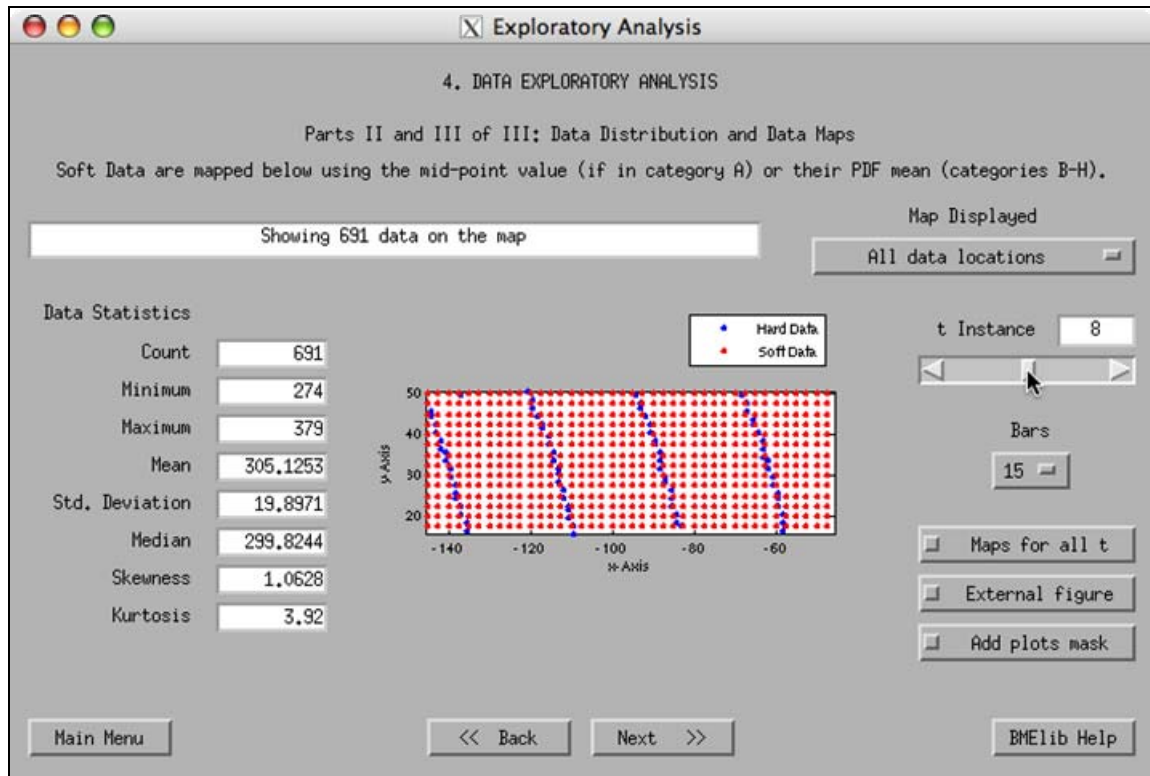 X Exploratory Analysis
4. DATA EXPLORATORY ANALYSIS
Parts II and III of III: Data Distribution and Data Maps
Soft Data are mapped below using the mid-point value (if in category A) or their PDF mean (categories B-H).
Showing 691 data on the map
Map Displayed
All data locations
Data Statistics
Count 691
Minimum 274
Maximum 379
Mean 305.1253
Std. Deviation 19.8971
Median 299.8244
Skewness 1.0628
Kurtosis 3.92
Hard Data
Soft Data
50
40
30
20
y-Axis
-140 -120 -100 -80 -60
x-Axis
t Instance 8
Bars
15
Maps for all t
External figure
Add plots mask
Main Menu
<< Back
Next >>
BMElib Help